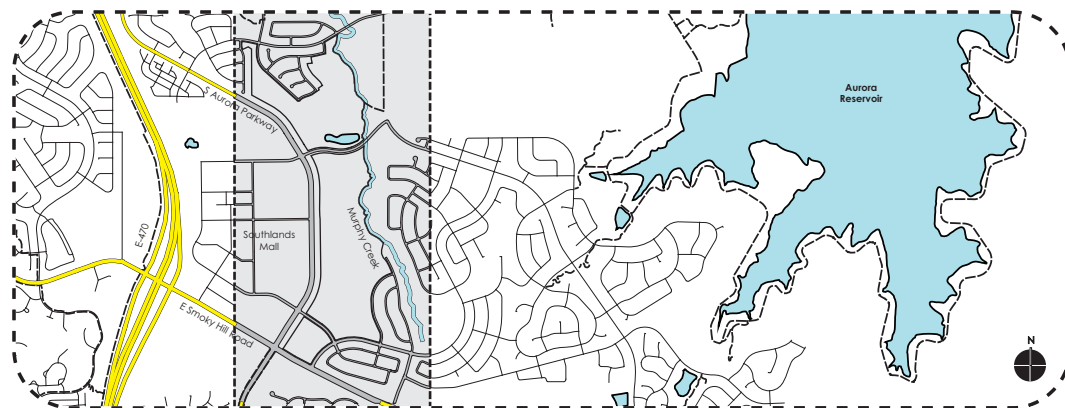 Aurora
Reservoir
S Aurora Parkway
E-470
Southlands
Mall
Murphy Creek
E Smoky Hill Road
N